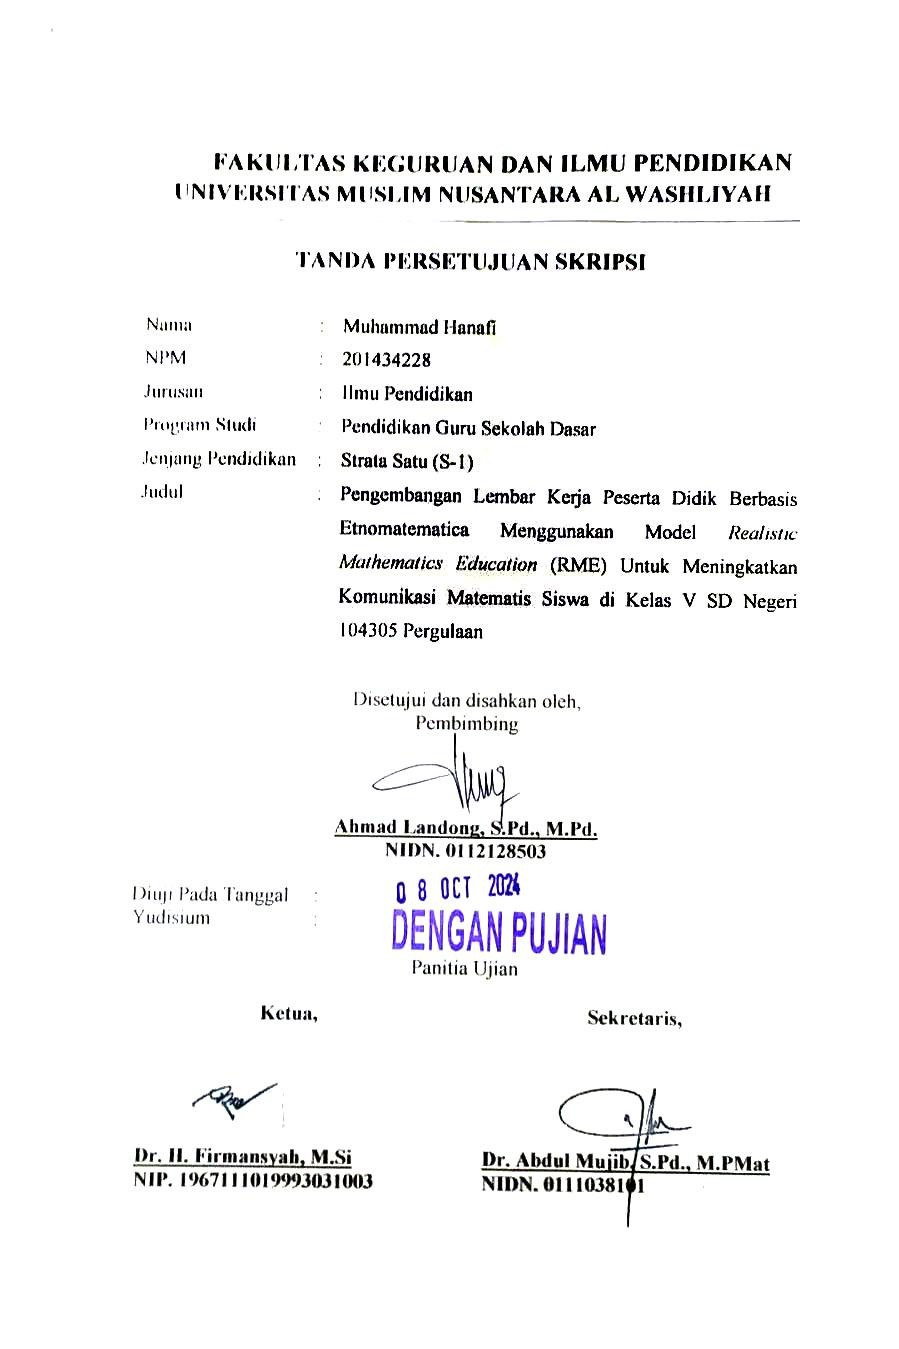 FAKULTAS KEGURUAN DAN ILMU PENDIDIKAN
UNIVERSITAS MUSLIM NUSANTARA AL WASHLIYAH
TANDA PERSETUJUAN SKRIPSI
Nama : Muhammad Hanafi
NPM : 201434228
Jurusan : Ilmu Pendidikan
Program Studi : Pendidikan Guru Sekolah Dasar
Jenjang Pendidikan : Strata Satu (S-1)
Judul : Pengembangan Lembar Kerja Peserta Didik Berbasis
Etnomatematica Menggunakan Model Realistic
Mathematics Education (RME) Untuk Meningkatkan
Komunikasi Matematis Siswa di Kelas V SD Negeri
104305 Pergulaan
Disetujui dan disahkan oleh,
Pembimbing
Ahmad Landong, S.Pd., M.Pd.
NIDN. 0112128503
Diuji Pada Tanggal : 08 OCT 2024
Yudisium : DENGAN PUJIAN
Panitia Ujian
Ketua,
Sekretaris,
Dr. H. Firmansyah, M.Si
NIP. 1967111019993031003
Dr. Abdul Mujib, S.Pd., M.PMat
NIDN.